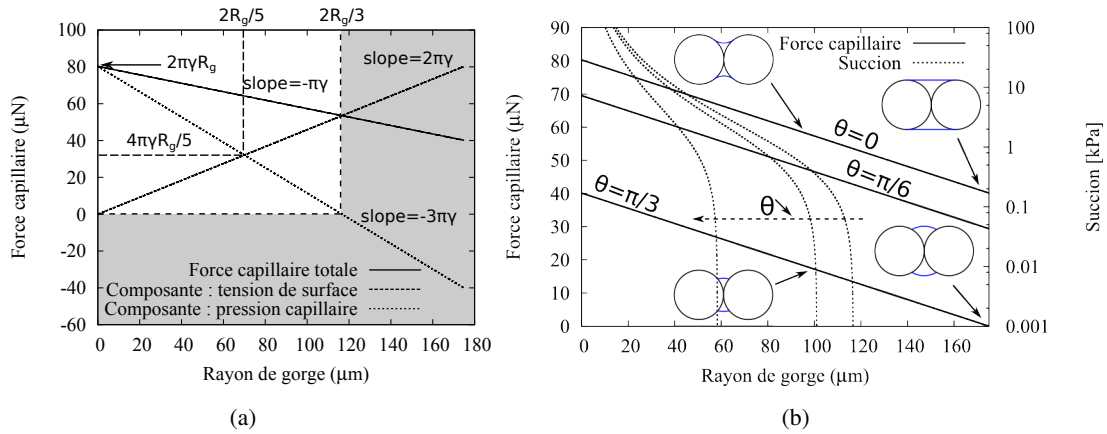 2Rg/5 2Rg/3
100
80
60
40
20
0
-20
-40
-60
Force capillaire (µN)
2πγRg
slope=-πγ
slope=2πγ
4πγRg/5
slope=-3πγ
Force capillaire totale
Composante : tension de surface
Composante : pression capillaire
0 20 40 60 80 100 120 140 160 180
Rayon de gorge (µm)
(a)
90
80
70
60
50
40
30
20
10
0
Force capillaire (µN)
Force capillaire
Succion
θ=0
θ=π/6
θ=π/3
θ
100
10
1
0.1
0.01
0.001
Succion [kPa]
0 20 40 60 80 100 120 140 160
Rayon de gorge (µm)
(b)